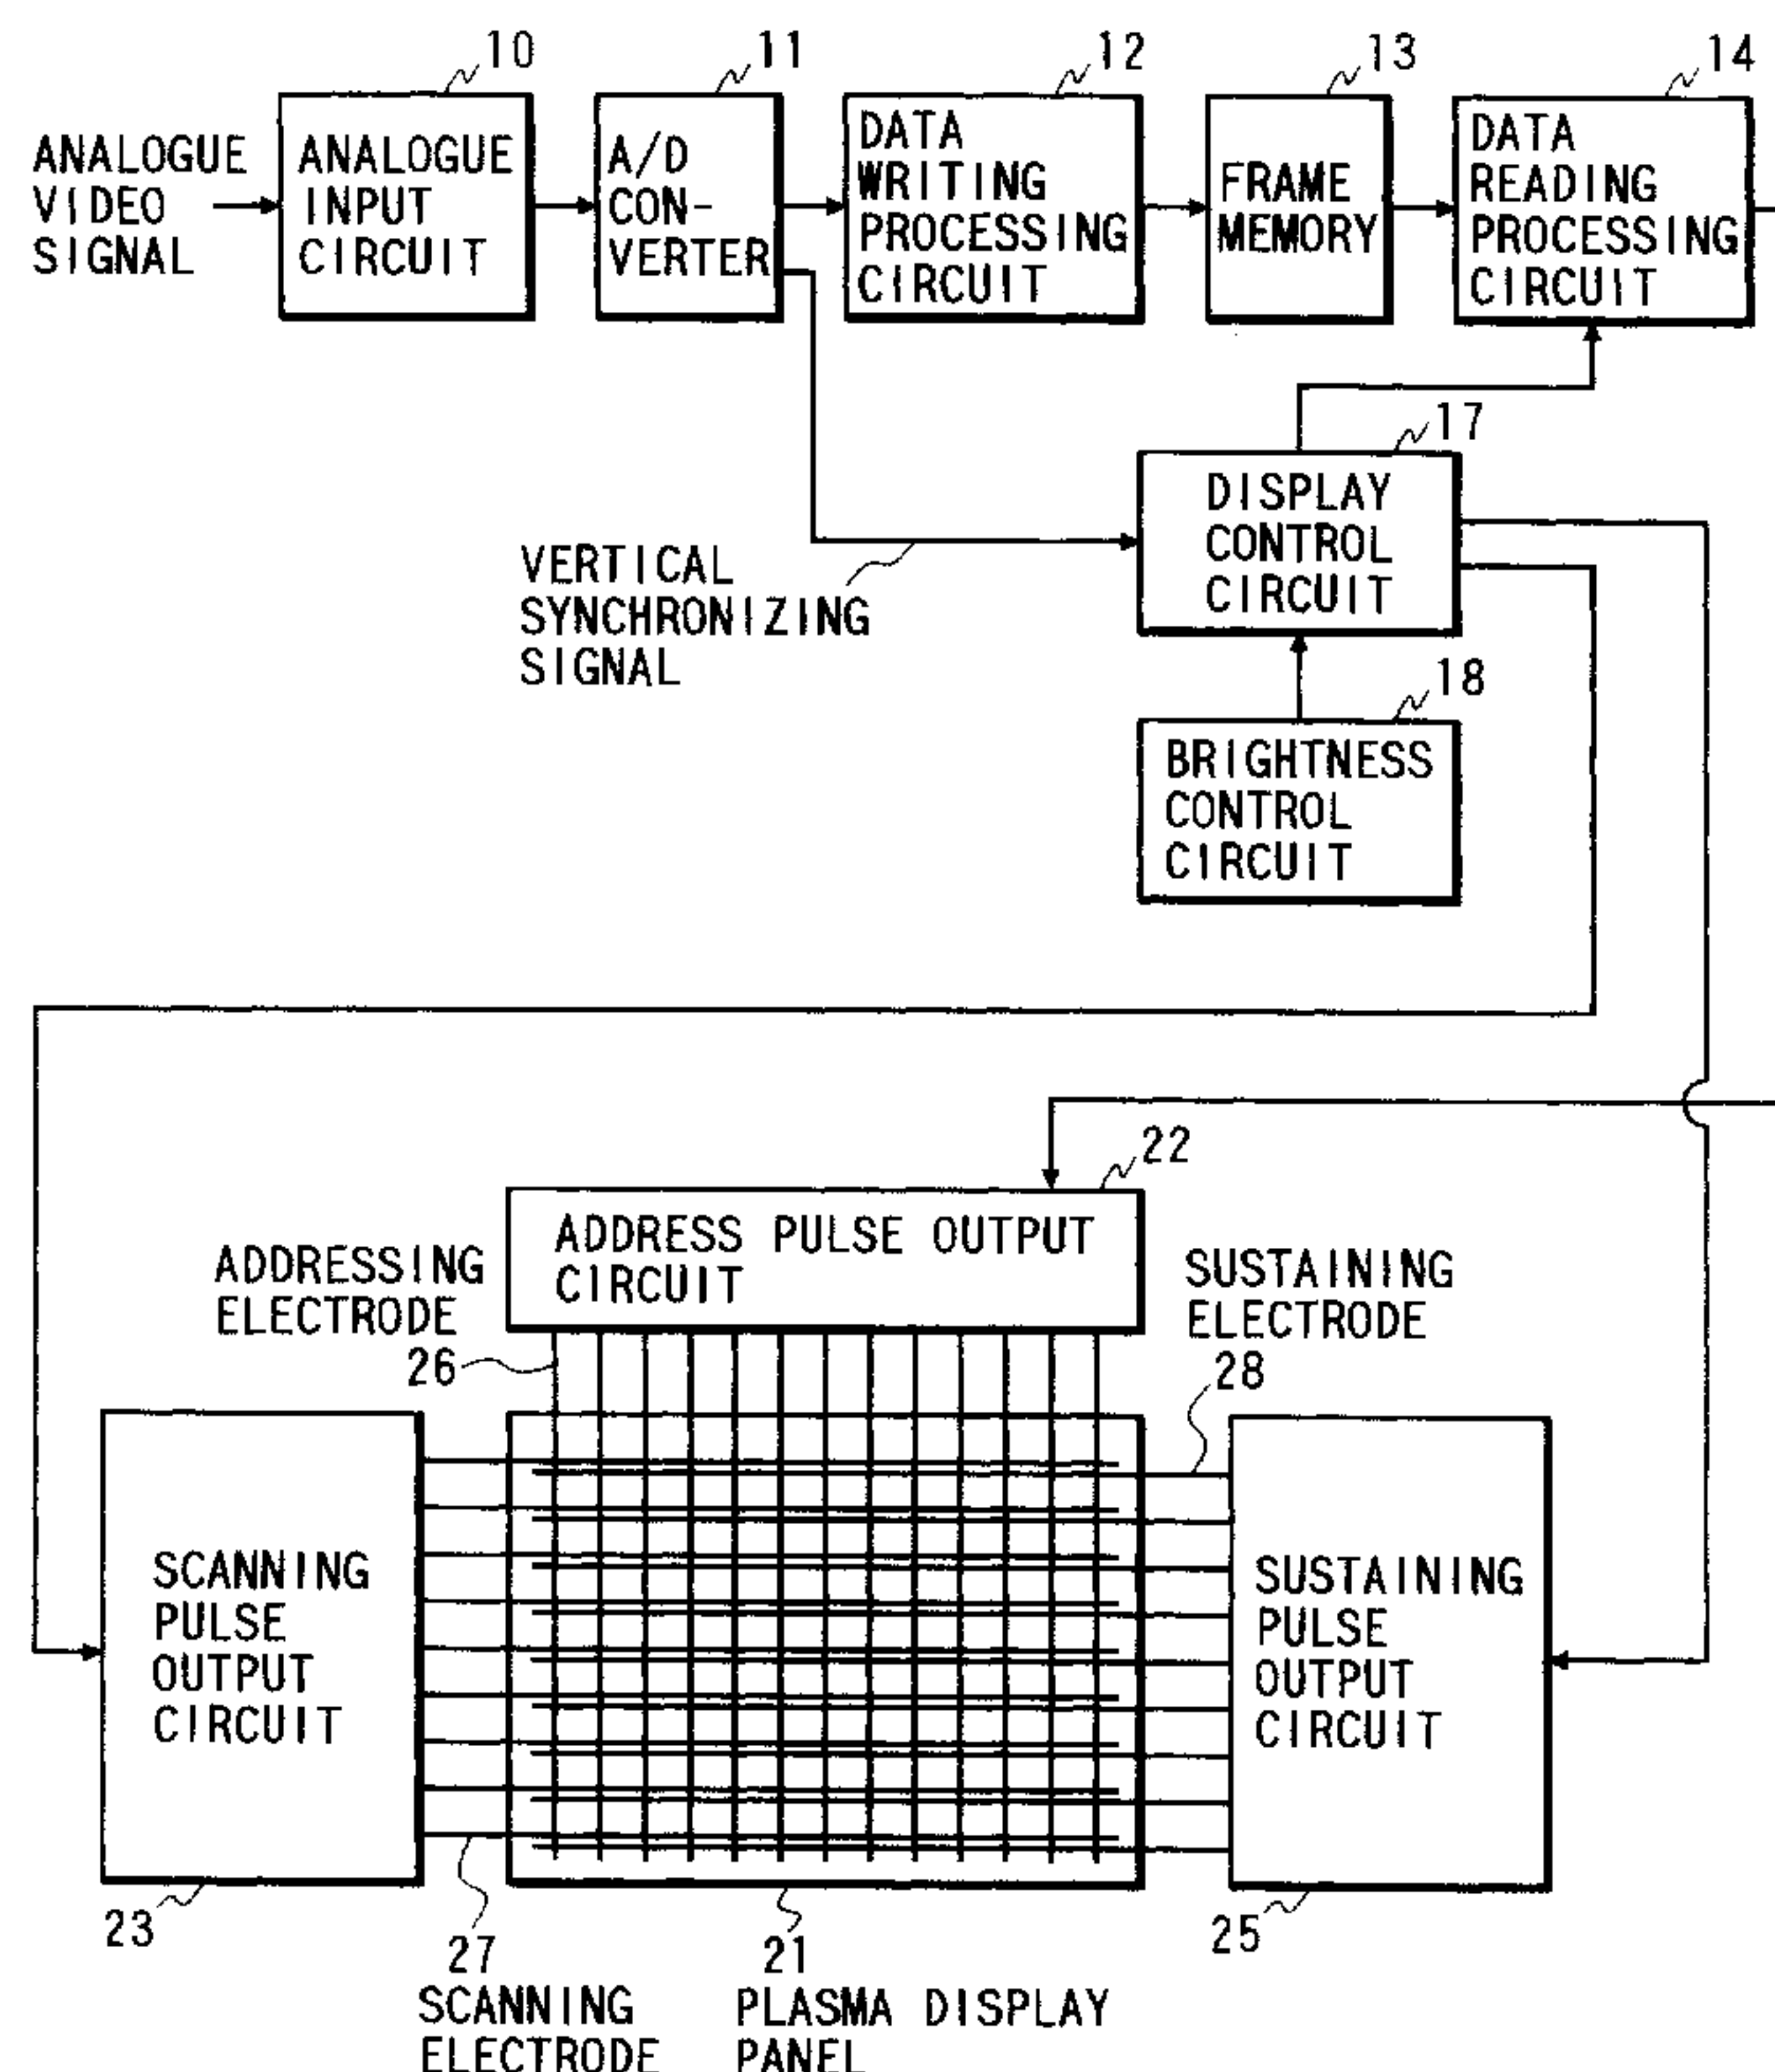 10
11
12
13
14
ANALOGUE
VIDEO
SIGNAL
ANALOGUE
INPUT
CIRCUIT
A/D
CON-
VERTER
DATA
WRITING
PROCESSING
CIRCUIT
FRAME
MEMORY
DATA
READING
PROCESSING
CIRCUIT
17
DISPLAY
CONTROL
CIRCUIT
VERTICAL
SYNCHRONIZING
SIGNAL
18
BRIGHTNESS
CONTROL
CIRCUIT
22
ADDRESS PULSE OUTPUT
CIRCUIT
ADDRESSING
ELECTRODE
26
SUSTAINING
ELECTRODE
28
SCANNING
PULSE
OUTPUT
CIRCUIT
SUSTAINING
PULSE
OUTPUT
CIRCUIT
23
27
SCANNING
ELECTRODE
21
PLASMA DISPLAY
PANEL
25